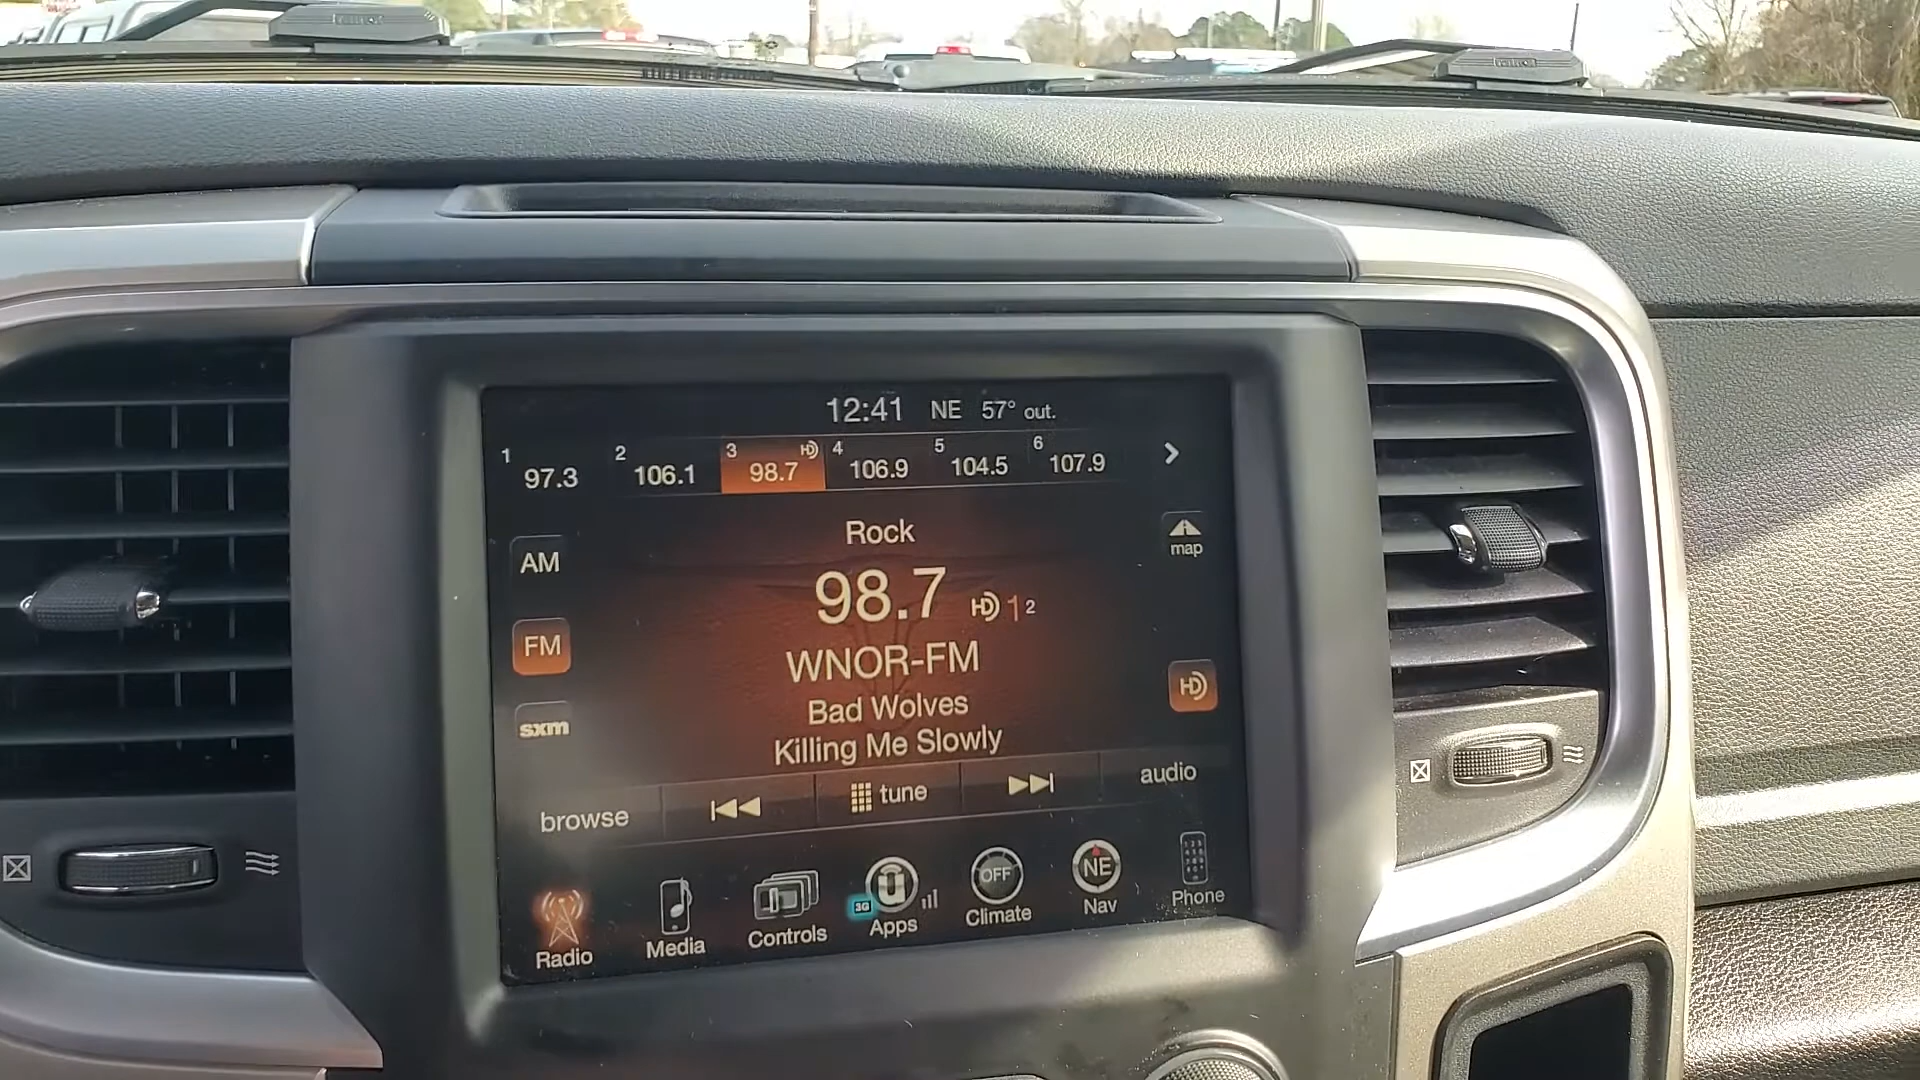 12:41 NE 57° out.
1 97.3 2 106.1 3 98.7 HD 4 106.9 5 104.5 6 107.9
Rock
map
AM
98.7 HD 1 2
FM
WNOR-FM
HD
Bad Wolves
sxm
Killing Me Slowly
browse tune audio
3G OFF NE
Radio Media Controls Apps Climate Nav Phone